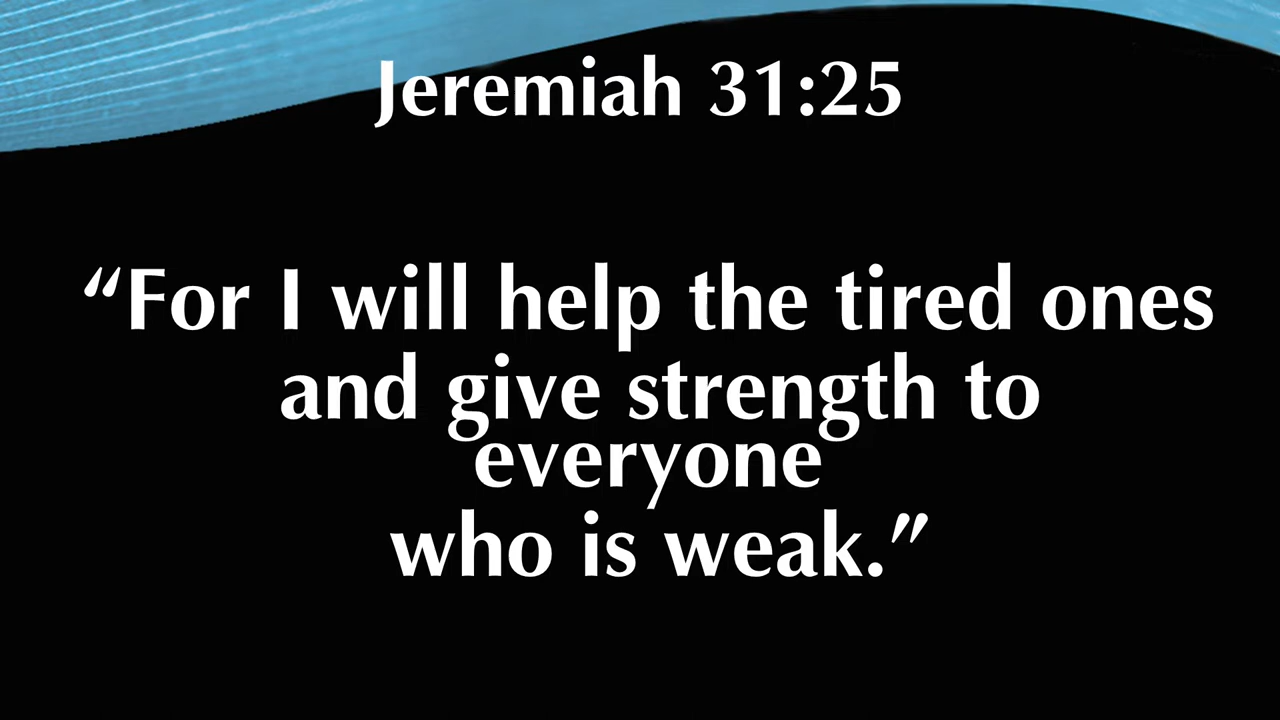 Jeremiah 31:25
“For I will help the tired ones
and give strength to
everyone
who is weak.”